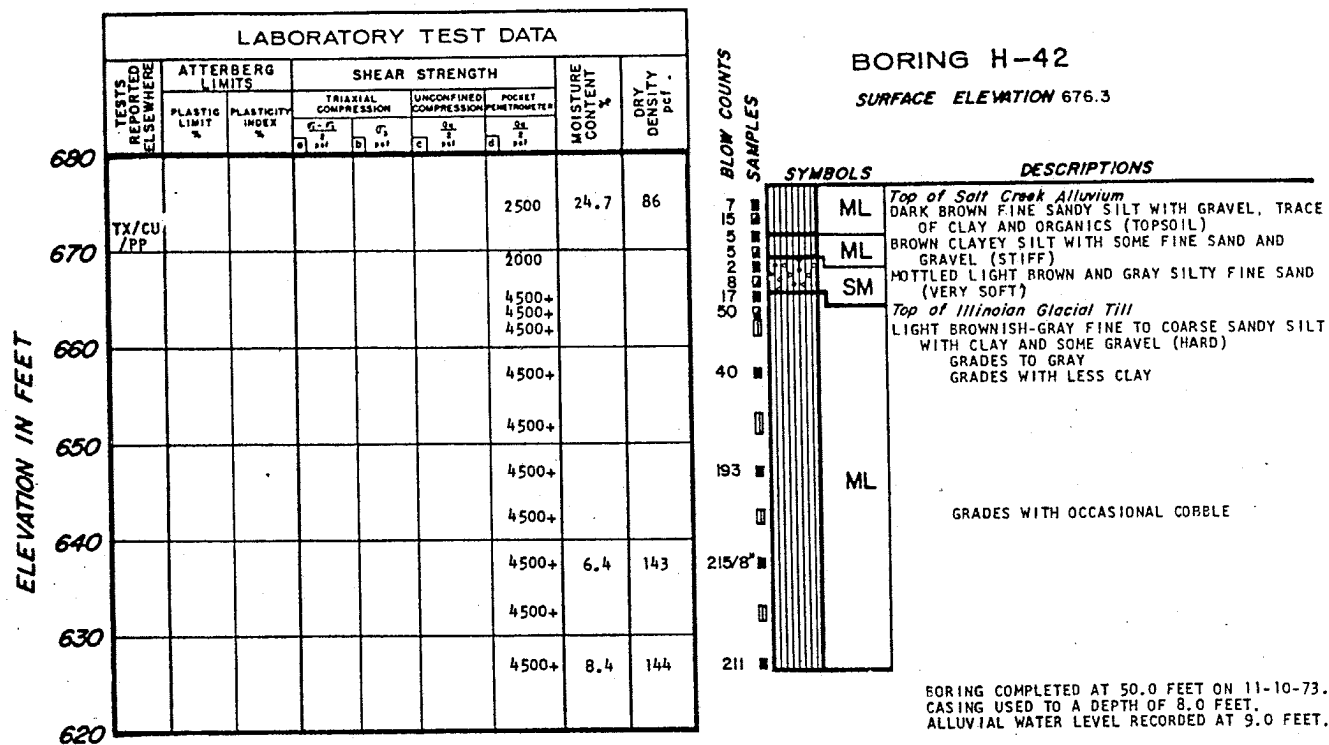 LABORATORY TEST DATA
TESTS REPORTED ELSEWHERE
ATTERBERG LIMITS
PLASTIC LIMIT %
PLASTICITY INDEX %
SHEAR STRENGTH
TRIAXIAL COMPRESSION
UNCONFINED COMPRESSION
POCKET PENETROMETER
a psf
b psf
c psf
d psf
MOISTURE CONTENT %
DRY DENSITY pcf.
ELEVATION IN FEET
680
2500 24.7 86
TX/CU
/PP
670
2000
4500+
4500+
4500+
660
4500+
4500+
650
4500+
4500+
640
4500+ 6.4 143
4500+
630
4500+ 8.4 144
620
BORING H-42
SURFACE ELEVATION 676.3
BLOW COUNTS
SAMPLES
SYMBOLS
DESCRIPTIONS
7
15
5
5
2
8
17
50
40
193
215/8"
211
ML
ML
SM
ML
Top of Salt Creek Alluvium
DARK BROWN FINE SANDY SILT WITH GRAVEL, TRACE
OF CLAY AND ORGANICS (TOPSOIL)
BROWN CLAYEY SILT WITH SOME FINE SAND AND
GRAVEL (STIFF)
MOTTLED LIGHT BROWN AND GRAY SILTY FINE SAND
(VERY SOFT)
Top of Illinoian Glacial Till
LIGHT BROWNISH-GRAY FINE TO COARSE SANDY SILT
WITH CLAY AND SOME GRAVEL (HARD)
GRADES TO GRAY
GRADES WITH LESS CLAY
GRADES WITH OCCASIONAL COBBLE
BORING COMPLETED AT 50.0 FEET ON 11-10-73.
CASING USED TO A DEPTH OF 8.0 FEET.
ALLUVIAL WATER LEVEL RECORDED AT 9.0 FEET.